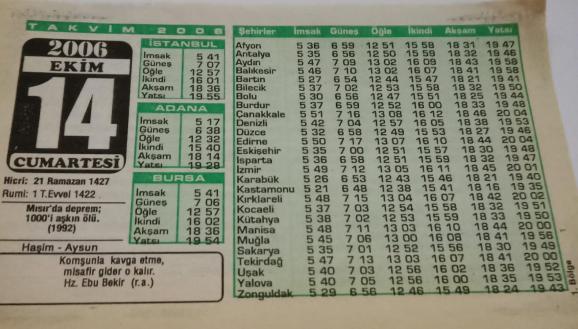 TAKVİM 2006
2006
EKİM
14
CUMARTESİ
Hicri: 21 Ramazan 1427
Rumi: 1 T.Evvel 1422
Mısır'da deprem;
1000'i aşkın ölü.
(1992)
Haşim - Aysun
Komşunla kavga etme,
misafir gider o kalır.
Hz. Ebu Bekir (r.a.)
İSTANBUL
İmsak 5 41
Güneş 7 07
Öğle 12 57
İkindi 16 01
Akşam 18 36
Yatsı 19 55
ADANA
İmsak 5 17
Güneş 6 38
Öğle 12 32
İkindi 15 40
Akşam 18 14
Yatsı 19 28
BURSA
İmsak 5 41
Güneş 7 06
Öğle 12 57
İkindi 16 02
Akşam 18 36
Yatsı 19 54
Şehirler İmsak Güneş Öğle İkindi Akşam Yatsı
Afyon 5 36 6 59 12 51 15 58 18 31 19 47
Antalya 5 35 6 56 12 50 15 59 18 32 19 46
Aydın 5 47 7 09 13 02 16 09 18 43 19 58
Balıkesir 5 46 7 10 13 02 16 07 18 41 19 58
Bartın 5 27 6 54 12 44 15 47 18 21 19 41
Bilecik 5 37 7 02 12 53 15 58 18 32 19 50
Bolu 5 30 6 56 12 47 15 51 18 25 19 44
Burdur 5 37 6 59 12 52 16 00 18 33 19 48
Çanakkale 5 51 7 16 13 08 16 12 18 46 20 04
Denizli 5 42 7 04 12 57 16 05 18 38 19 53
Düzce 5 32 6 58 12 49 15 53 18 27 19 46
Edirne 5 50 7 17 13 07 16 10 18 44 20 04
Eskişehir 5 35 7 00 12 51 15 57 18 30 19 48
Isparta 5 36 6 58 12 51 15 59 18 32 19 47
İzmir 5 49 7 12 13 05 16 11 18 45 20 01
Karabük 5 26 6 53 12 43 15 46 18 21 19 40
Kastamonu 5 21 6 48 12 38 15 41 18 16 19 35
Kırklareli 5 48 7 15 13 04 16 07 18 42 20 02
Kocaeli 5 37 7 03 12 54 15 58 18 32 19 51
Kütahya 5 38 7 02 12 53 15 59 18 33 19 50
Manisa 5 48 7 11 13 03 16 10 18 44 20 00
Muğla 5 45 7 06 13 00 16 08 18 41 19 56
Sakarya 5 35 7 01 12 52 15 56 18 30 19 49
Tekirdağ 5 47 7 13 13 03 16 07 18 41 20 00
Uşak 5 40 7 03 12 56 16 02 18 36 19 52
Yalova 5 40 7 05 12 56 16 00 18 35 19 53
Zonguldak 5 29 6 56 12 46 15 49 18 24 19 43
1. Bölge